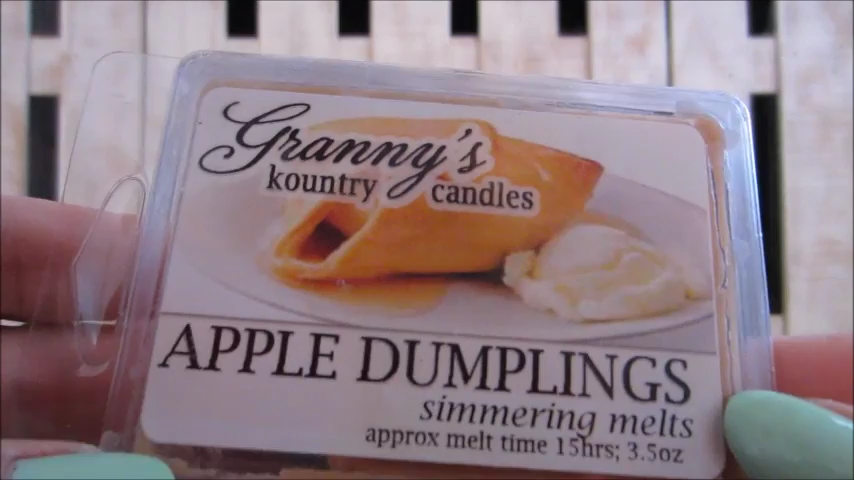 Granny's
kountry candles
APPLE DUMPLINGS
simmering melts
approx melt time 15hrs; 3.5oz